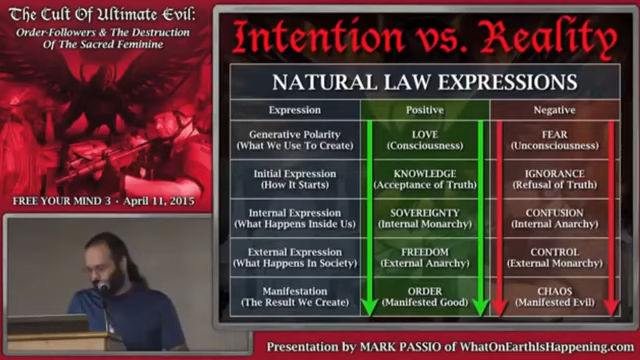 The Cult Of Ultimate Evil:
Order-Followers & The Destruction
Of The Sacred Feminine
FREE YOUR MIND 3 · April 11, 2015
Intention vs. Reality
NATURAL LAW EXPRESSIONS
Expression Positive Negative
Generative Polarity LOVE FEAR
(What We Use To Create) (Consciousness) (Unconsciousness)
Initial Expression KNOWLEDGE IGNORANCE
(How It Starts) (Acceptance of Truth) (Refusal of Truth)
Internal Expression SOVEREIGNTY CONFUSION
(What Happens Inside Us) (Internal Monarchy) (Internal Anarchy)
External Expression FREEDOM CONTROL
(What Happens In Society) (External Anarchy) (External Monarchy)
Manifestation ORDER CHAOS
(The Result We Create) (Manifested Good) (Manifested Evil)
Presentation by MARK PASSIO of WhatOnEarthIsHappening.com